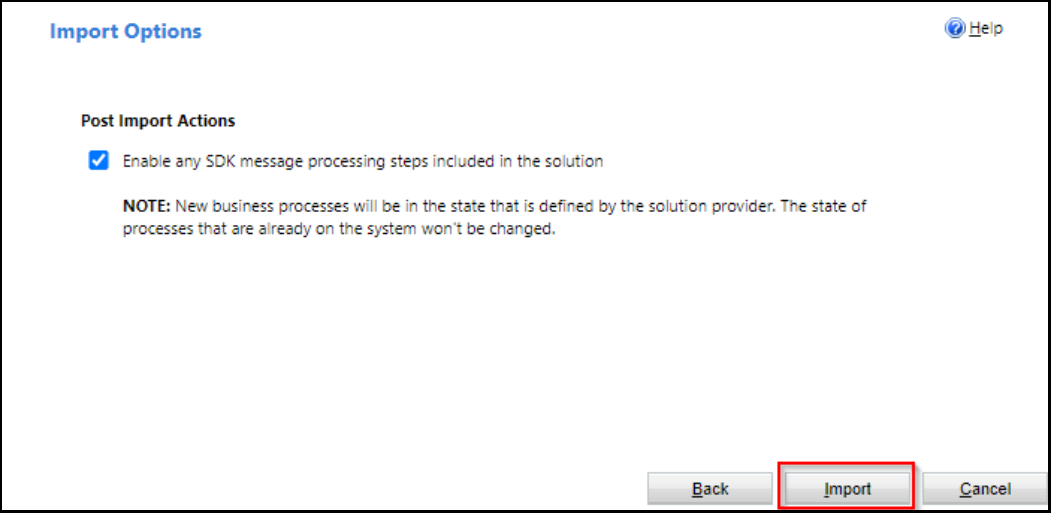 Import Options
Help
Post Import Actions
Enable any SDK message processing steps included in the solution
NOTE: New business processes will be in the state that is defined by the solution provider. The state of
processes that are already on the system won't be changed.
Back
Import
Cancel